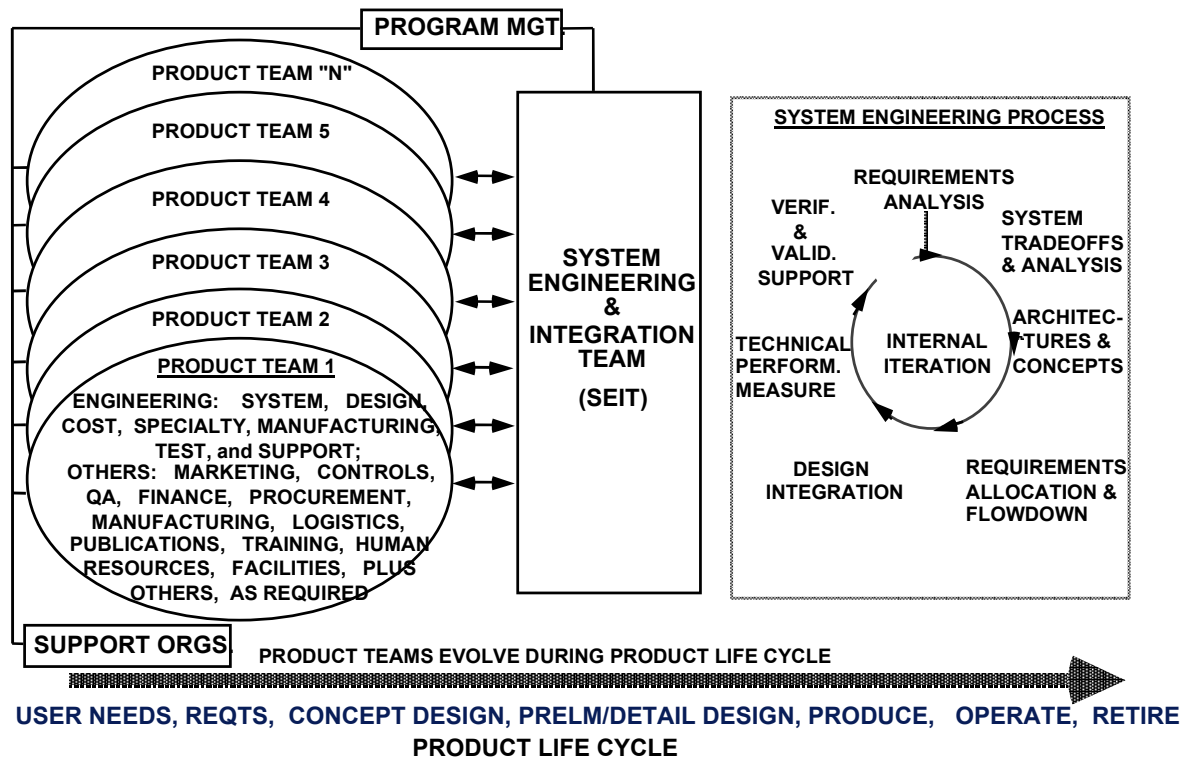 PROGRAM MGT.
PRODUCT TEAM "N"
PRODUCT TEAM 5
PRODUCT TEAM 4
PRODUCT TEAM 3
PRODUCT TEAM 2
PRODUCT TEAM 1
ENGINEERING: SYSTEM, DESIGN,
COST, SPECIALTY, MANUFACTURING,
TEST, and SUPPORT;
OTHERS: MARKETING, CONTROLS,
QA, FINANCE, PROCUREMENT,
MANUFACTURING, LOGISTICS,
PUBLICATIONS, TRAINING, HUMAN
RESOURCES, FACILITIES, PLUS
OTHERS, AS REQUIRED
SUPPORT ORGS.
SYSTEM
ENGINEERING
&
INTEGRATION
TEAM
(SEIT)
SYSTEM ENGINEERING PROCESS
REQUIREMENTS
ANALYSIS
SYSTEM
TRADEOFFS
& ANALYSIS
ARCHITEC-
TURES &
CONCEPTS
REQUIREMENTS
ALLOCATION &
FLOWDOWN
DESIGN
INTEGRATION
TECHNICAL
PERFORM.
MEASURE
VERIF.
&
VALID.
SUPPORT
INTERNAL
ITERATION
PRODUCT TEAMS EVOLVE DURING PRODUCT LIFE CYCLE
USER NEEDS, REQTS, CONCEPT DESIGN, PRELM/DETAIL DESIGN, PRODUCE, OPERATE, RETIRE
PRODUCT LIFE CYCLE